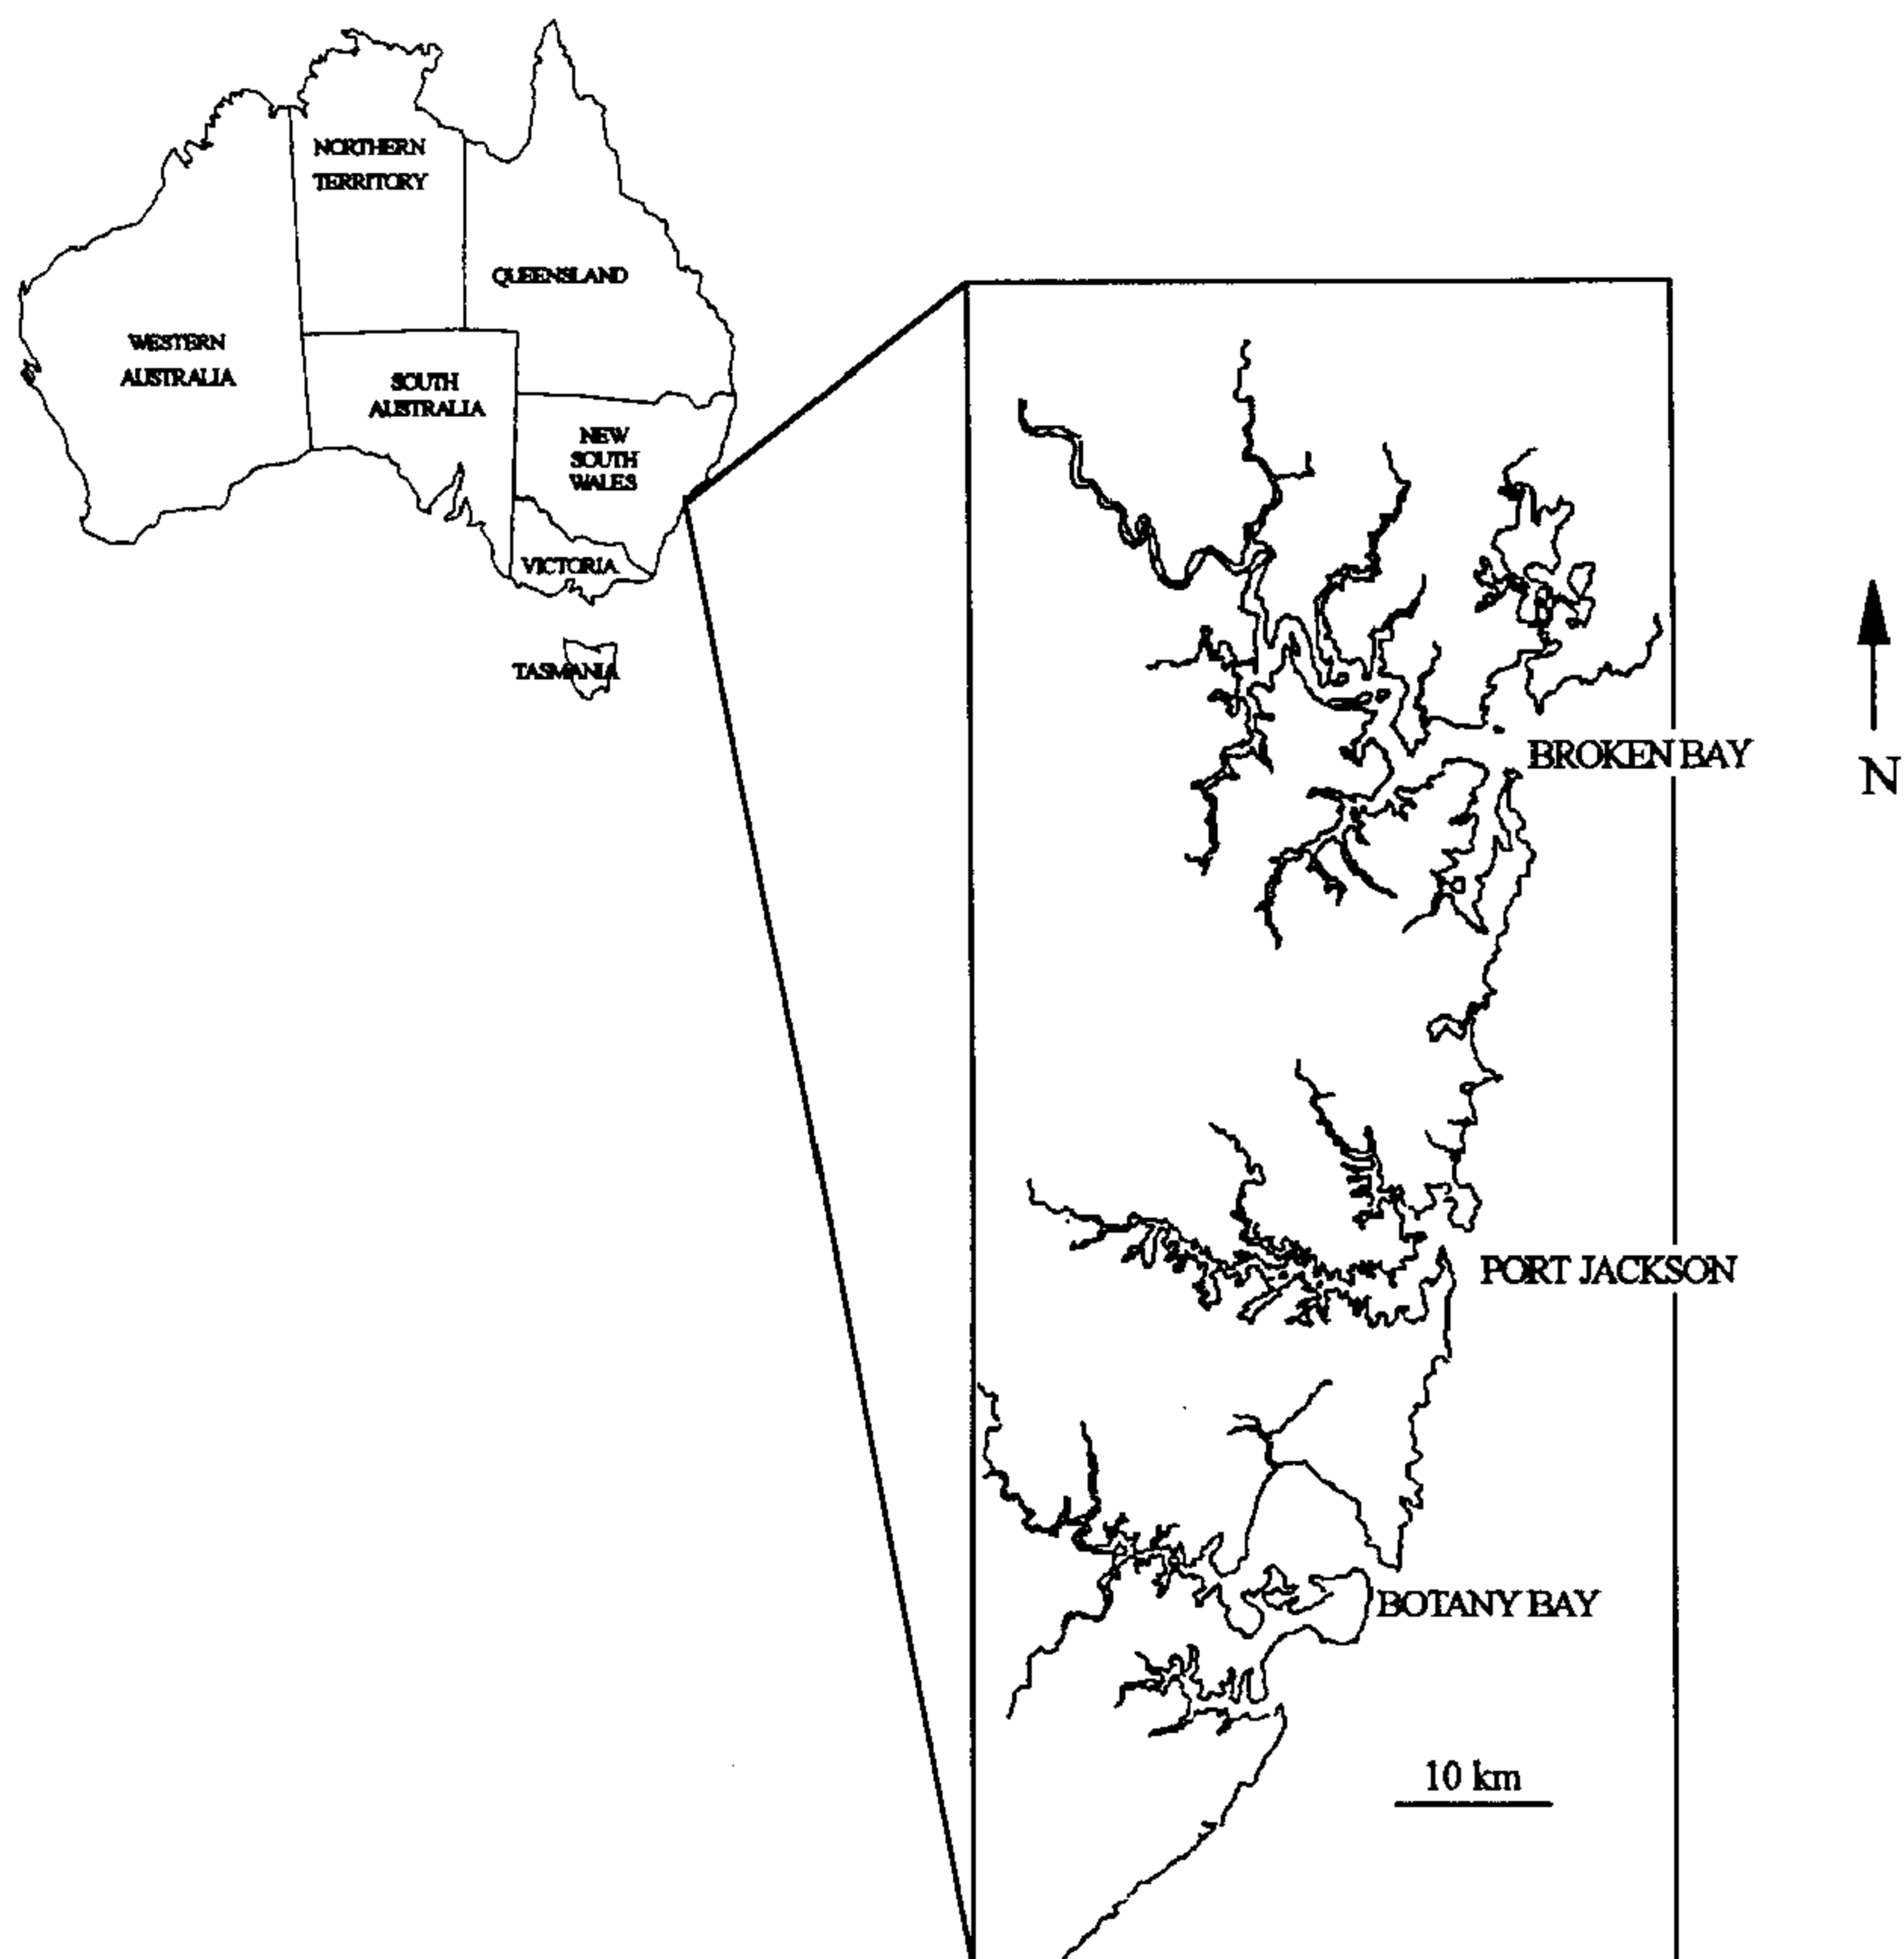 NORTHERN
TERRITORY
QUEENSLAND
WESTERN
AUSTRALIA
SOUTH
AUSTRALIA
NEW
SOUTH
WALES
VICTORIA
TASMANIA
BROKEN BAY
N
PORT JACKSON
BOTANY BAY
10 km